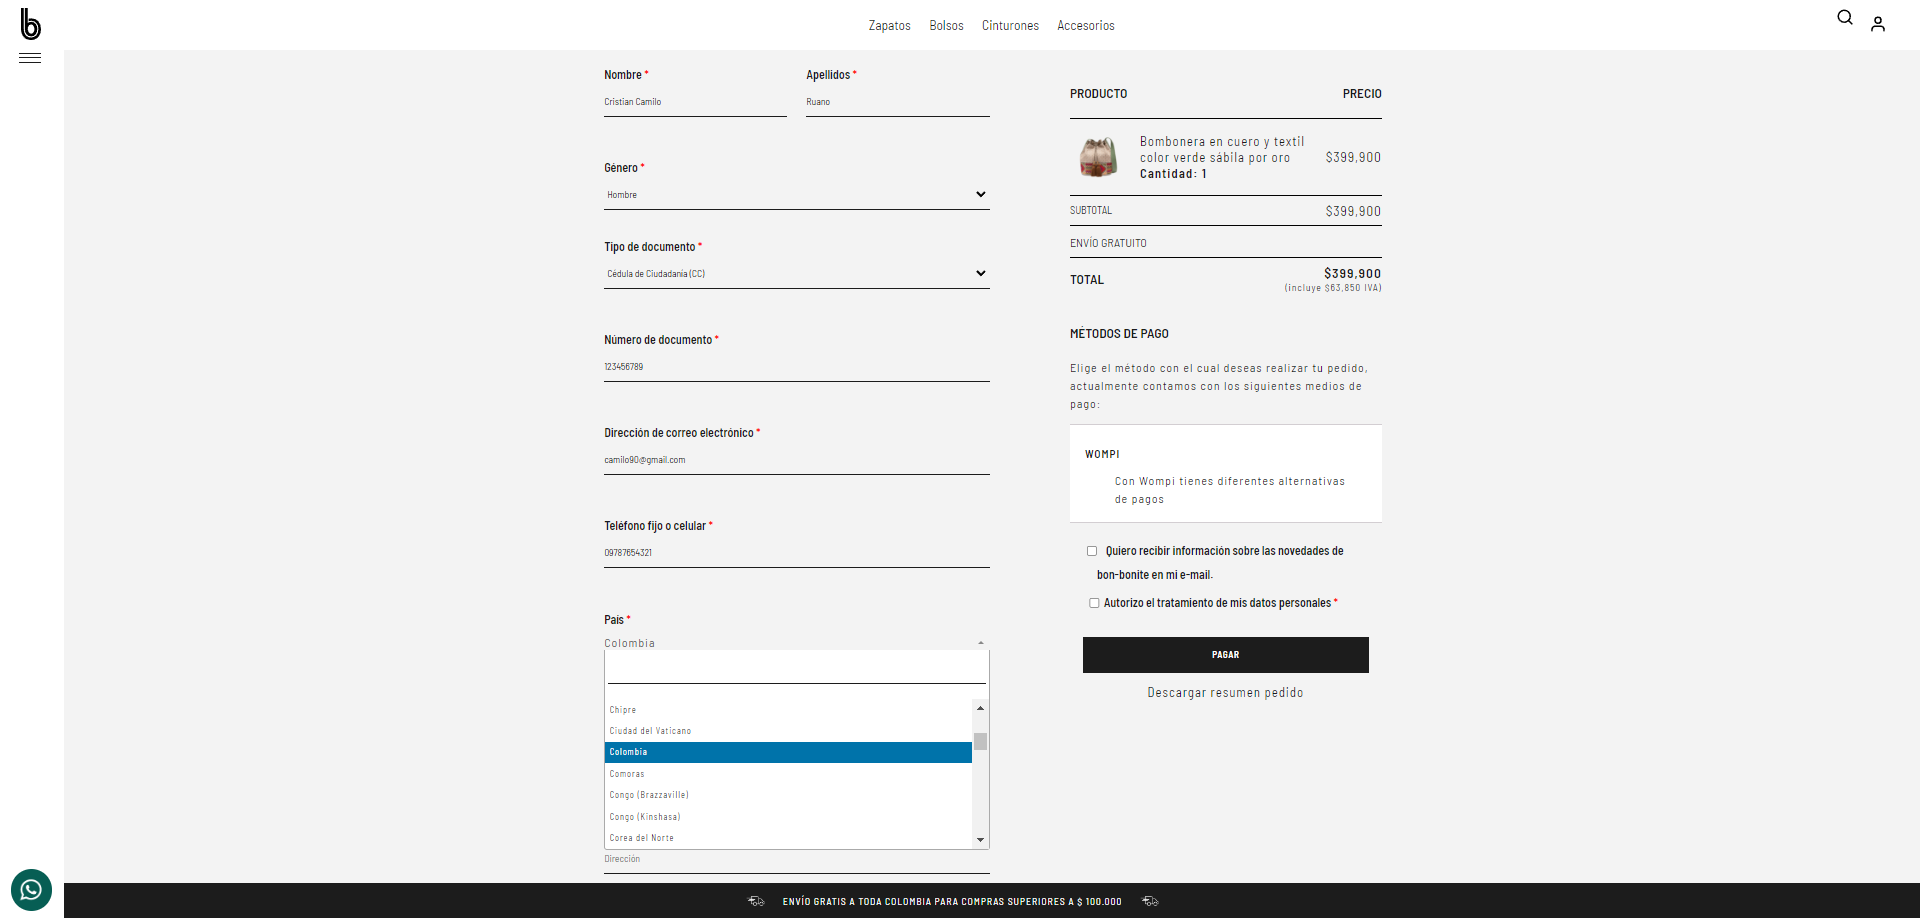 b
Zapatos Bolsos Cinturones Accesorios
Nombre *
Cristian Camilo
Apellidos *
Ruano
Género *
Hombre
Tipo de documento *
Cédula de Ciudadanía (CC)
Número de documento *
123456789
Dirección de correo electrónico *
camilo90@gmail.com
Teléfono fijo o celular *
09787654321
País *
Colombia
Chipre
Ciudad del Vaticano
Colombia
Comoras
Congo (Brazzaville)
Congo (Kinshasa)
Corea del Norte
Dirección
PRODUCTO PRECIO
Bombonera en cuero y textil
color verde sábila por oro $399,900
Cantidad: 1
SUBTOTAL $399,900
ENVÍO GRATUITO
TOTAL $399,900
(incluye $63,850 IVA)
MÉTODOS DE PAGO
Elige el método con el cual deseas realizar tu pedido,
actualmente contamos con los siguientes medios de
pago:
WOMPI
Con Wompi tienes diferentes alternativas
de pagos
Quiero recibir información sobre las novedades de
bon-bonite en mi e-mail.
Autorizo el tratamiento de mis datos personales *
PAGAR
Descargar resumen pedido
ENVÍO GRATIS A TODA COLOMBIA PARA COMPRAS SUPERIORES A $ 100.000